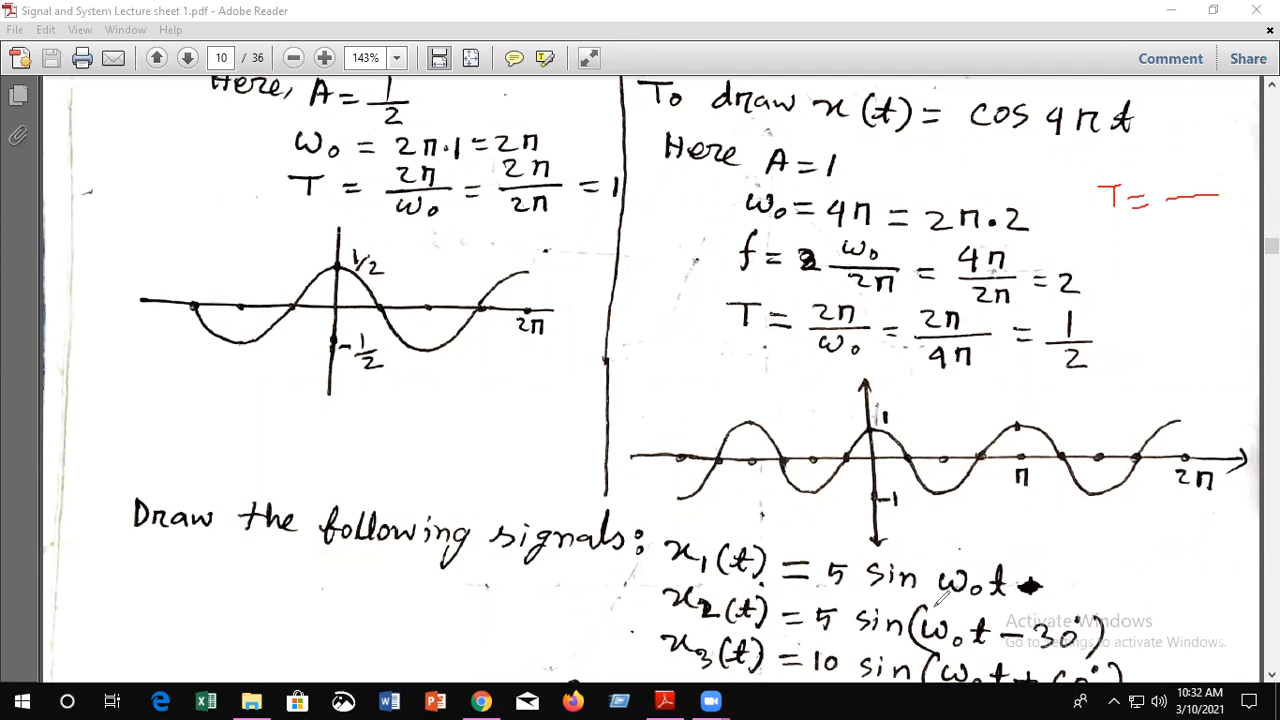 Signal and System Lecture sheet 1.pdf - Adobe Reader
File Edit View Window Help
10 / 36 143% Comment Share
Here, A = 1/2
ω₀ = 2π·1 = 2π
T = 2π/ω₀ = 2π/2π = 1
1/2
-1/2
2π
To draw x(t) = cos 4πt
Here A = 1
ω₀ = 4π = 2π·2
T = —
f = ω₀/2π = 4π/2π = 2
T = 2π/ω₀ = 2π/4π = 1/2
1
-1
π
2π
Draw the following signals:
x₁(t) = 5 sin ω₀t
x₂(t) = 5 sin(ω₀t - 30°)
x₃(t) = 10 sin(ω₀t + 60°)
Activate Windows
Go to Settings to activate Windows.
10:32 AM
3/10/2021